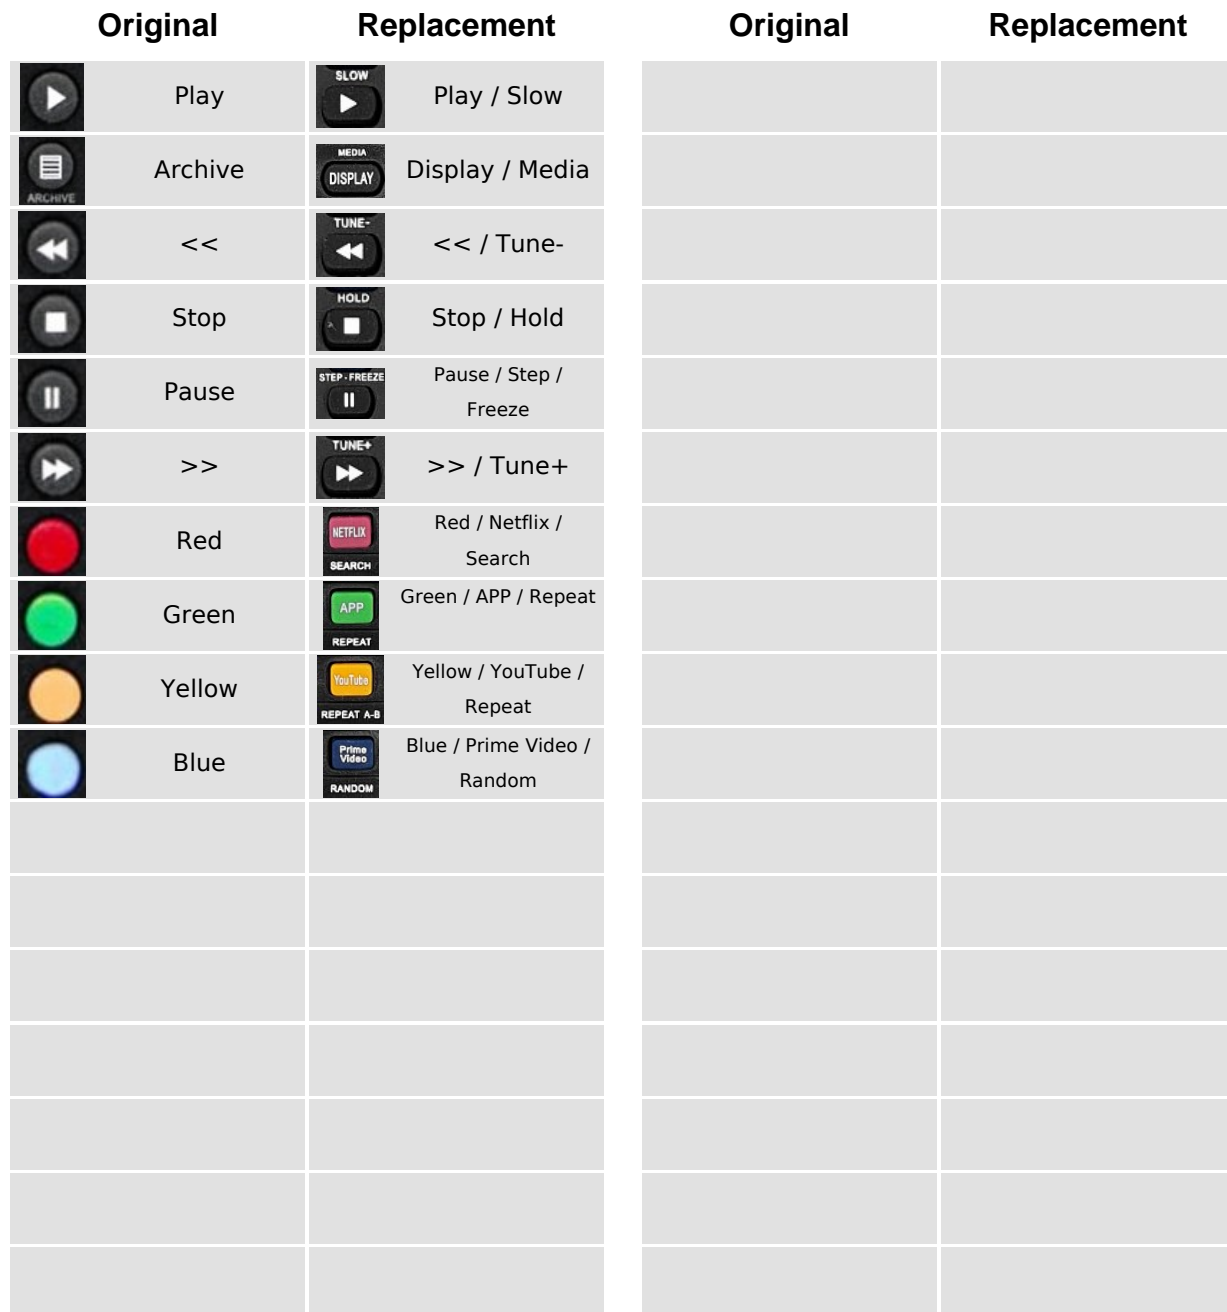 Original Replacement Original Replacement
Play SLOW Play / Slow
ARCHIVE Archive MEDIA DISPLAY Display / Media
<< TUNE- << / Tune-
Stop HOLD Stop / Hold
Pause STEP-FREEZE Pause / Step /
Freeze
>> TUNE+ >> / Tune+
Red NETFLIX SEARCH Red / Netflix /
Search
Green APP REPEAT Green / APP / Repeat
Yellow YouTube REPEAT A-B Yellow / YouTube /
Repeat
Blue Prime Video RANDOM Blue / Prime Video /
Random